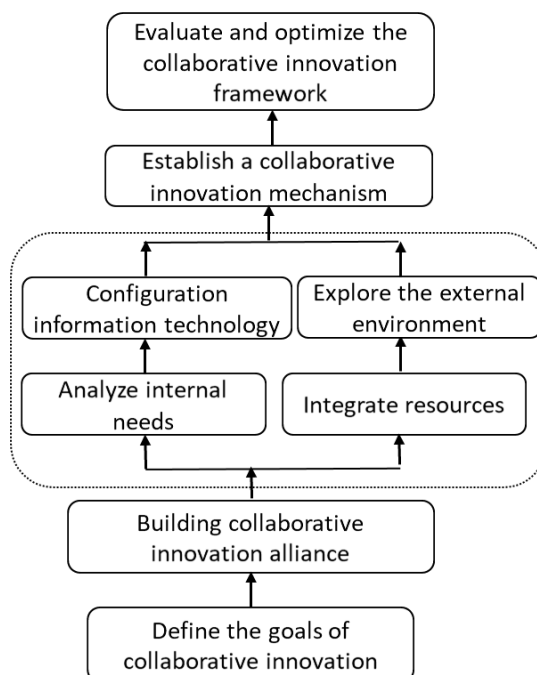 Evaluate and optimize the
collaborative innovation
framework
Establish a collaborative
innovation mechanism
Configuration
information technology
Explore the external
environment
Analyze internal
needs
Integrate resources
Building collaborative
innovation alliance
Define the goals of
collaborative innovation